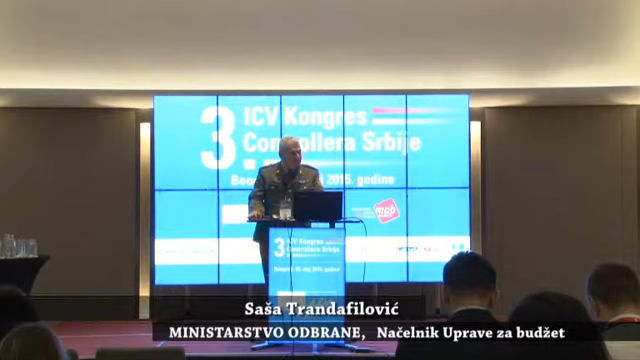 3 ICV Kongres
Controllera Srbije
2015. godine
mcb
3 ICV Kongres
Controllera Srbije
Saša Trandafilović
MINISTARSTVO ODBRANE, Načelnik Uprave za budžet